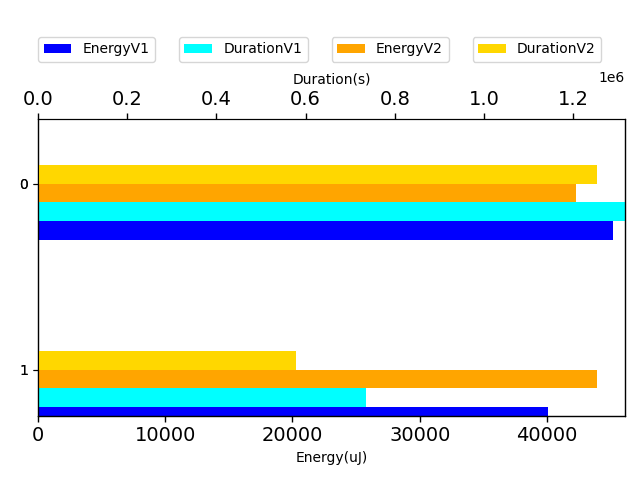 EnergyV1 DurationV1 EnergyV2 DurationV2
Duration(s)
1e6
0.0 0.2 0.4 0.6 0.8 1.0 1.2
0
1
0 10000 20000 30000 40000
Energy(uJ)